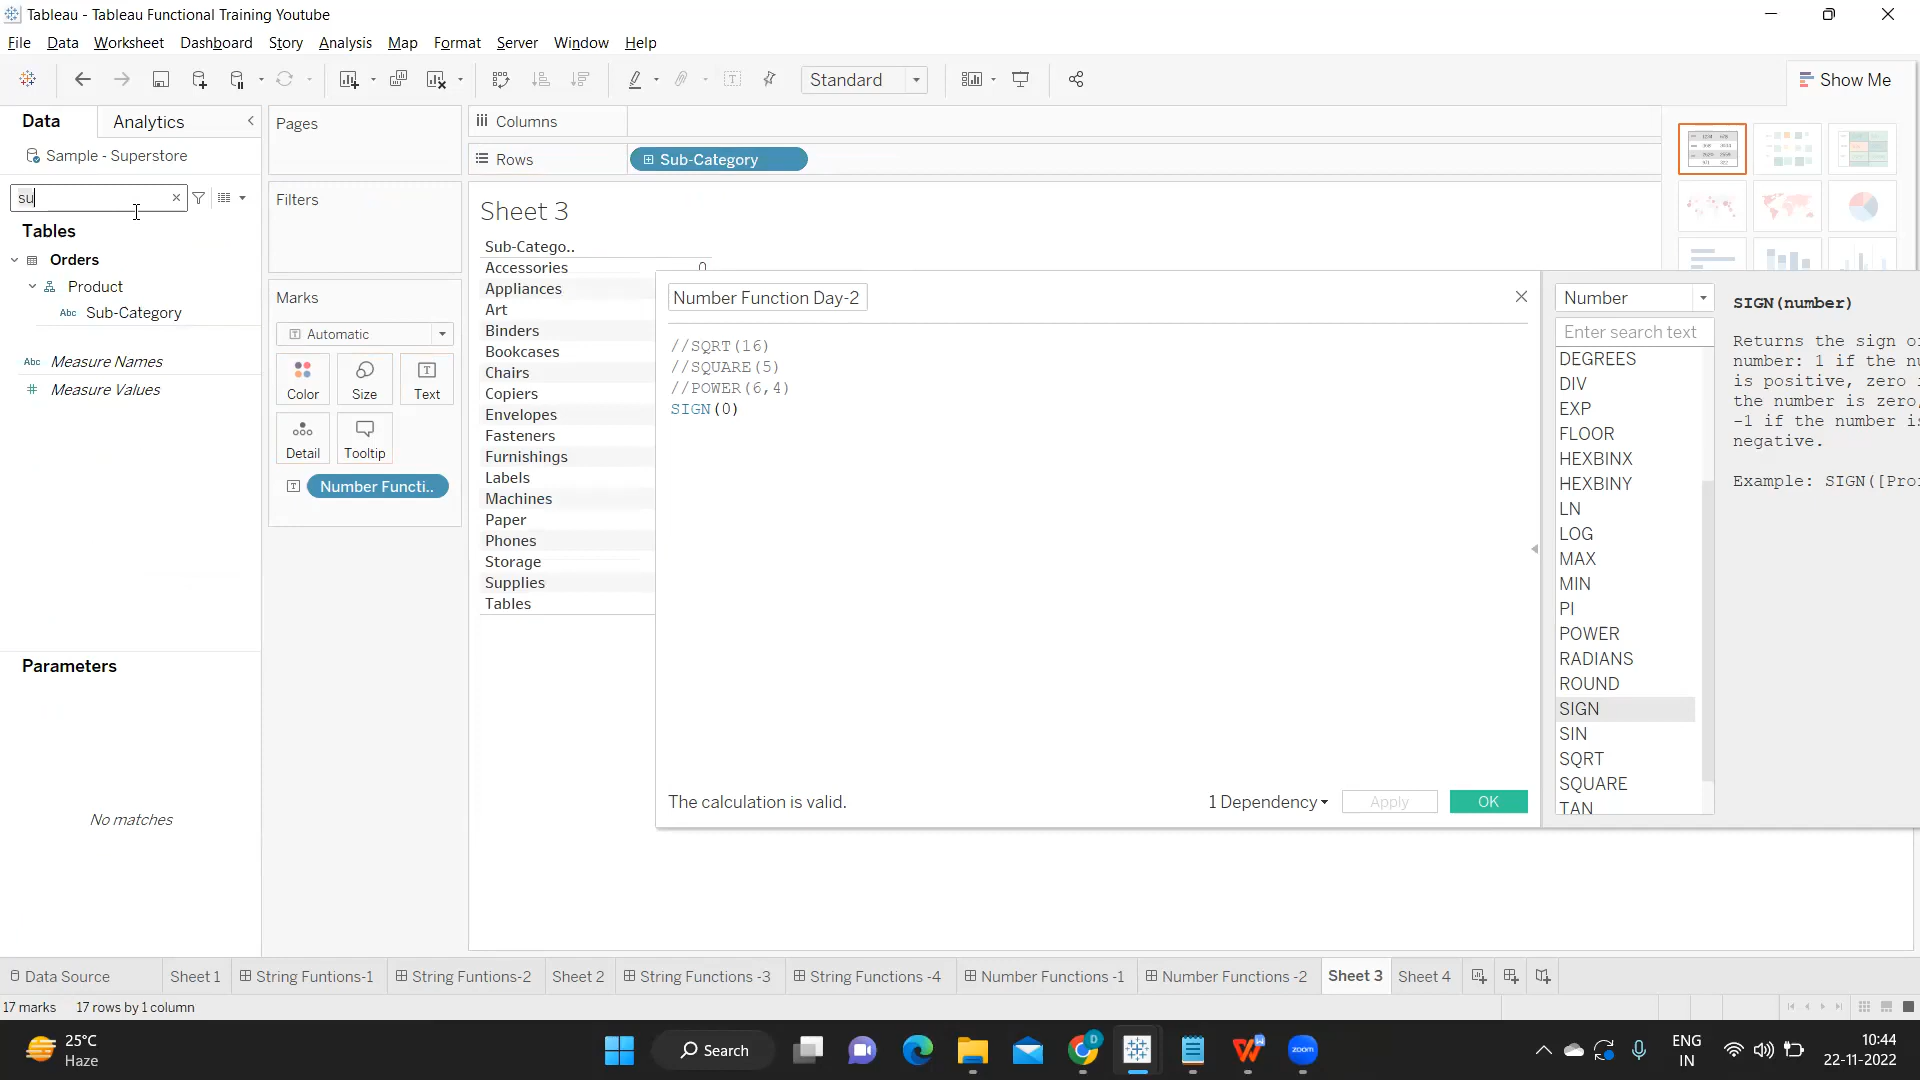 Tableau - Tableau Functional Training Youtube
File Data Worksheet Dashboard Story Analysis Map Format Server Window Help
Standard
Show Me
Data Analytics
Pages
Columns
Sample - Superstore
Rows
Sub-Category
su
Filters
Tables
Orders
Product
Abc Sub-Category
Abc Measure Names
Measure Values
Marks
Automatic
Color
Size
Text
Detail
Tooltip
Number Functi..
Parameters
No matches
Sheet 3
Sub-Catego..
Accessories 0
Appliances
Art
Binders
Bookcases
Chairs
Copiers
Envelopes
Fasteners
Furnishings
Labels
Machines
Paper
Phones
Storage
Supplies
Tables
Number Function Day-2
//SQRT(16)
//SQUARE(5)
//POWER(6,4)
SIGN(0)
The calculation is valid.
1 Dependency
Apply
OK
Number
Enter search text
DEGREES
DIV
EXP
FLOOR
HEXBINX
HEXBINY
LN
LOG
MAX
MIN
PI
POWER
RADIANS
ROUND
SIGN
SIN
SQRT
SQUARE
TAN
SIGN(number)
Returns the sign o
number: 1 if the nu
is positive, zero i
the number is zero,
-1 if the number is
negative.
Example: SIGN([Pro
Data Source Sheet 1 String Funtions-1 String Funtions-2 Sheet 2 String Functions -3 String Functions -4 Number Functions -1 Number Functions -2 Sheet 3 Sheet 4
17 marks 17 rows by 1 column
25°C
Haze
Search
D
zoom
ENG
IN
10:44
22-11-2022